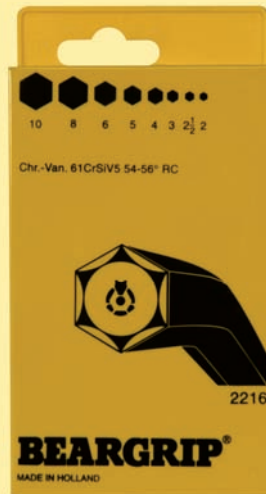 10 8 6 5 4 3 2½ 2
Chr.-Van. 61CrSiV5 54-56° RC
2216
BEARGRIP®
MADE IN HOLLAND